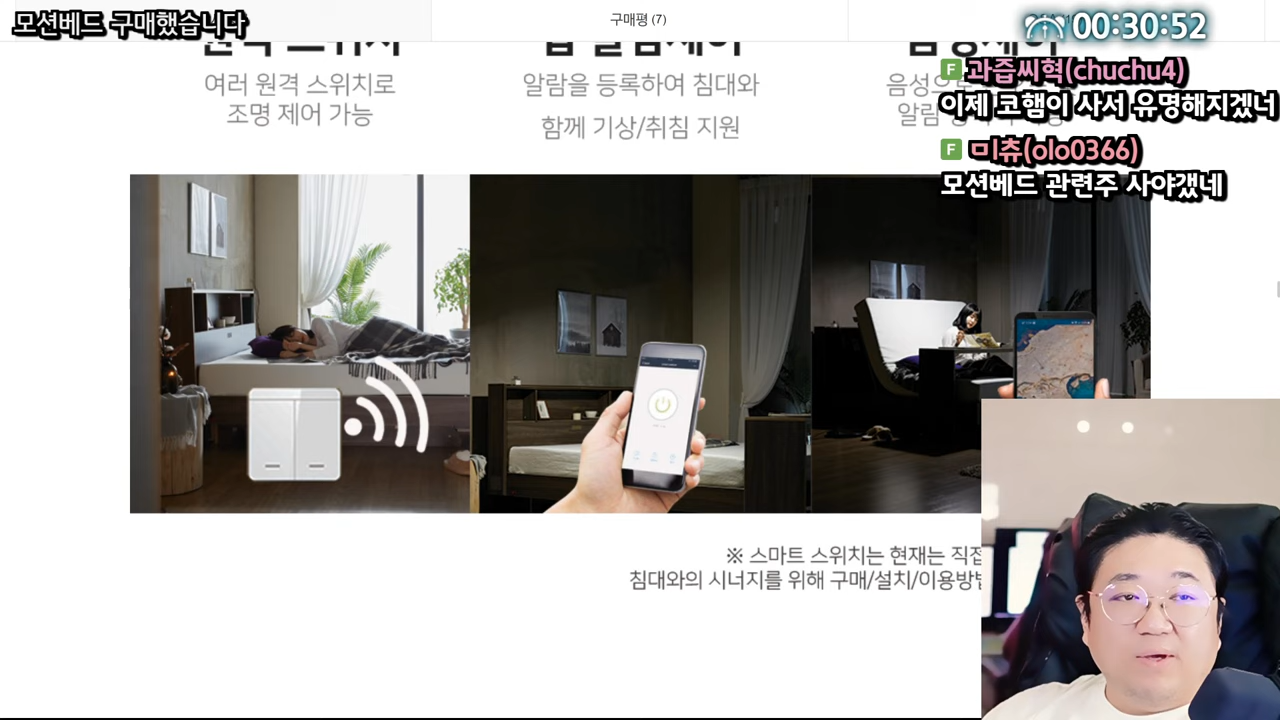 모션베드 구매했습니다
구매평 (7)
00:30:52
여러 원격 스위치로
조명 제어 가능
알람을 등록하여 침대와
함께 기상/취침 지원
F 과즙씨혁(chuchu4)
이제 코햄이 사서 유명해지겠너
F 미츄(olo0366)
모션베드 관련주 사야갰네
※ 스마트 스위치는 현재는 직접
침대와의 시너지를 위해 구매/설치/이용방법